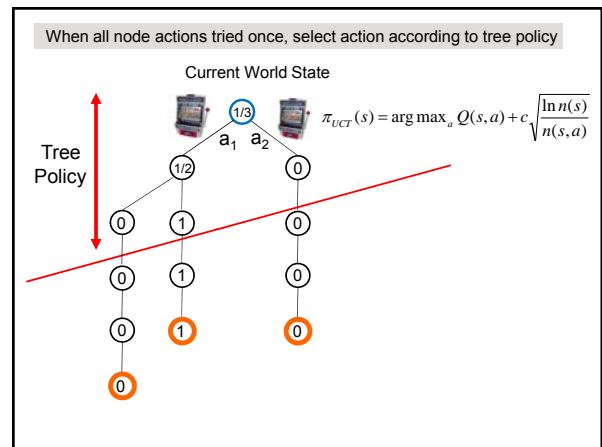 When all node actions tried once, select action according to tree policy
Current World State
1/3
π_UCT(s) = arg max_a Q(s,a) + c√(ln n(s) / n(s,a))
a₁ a₂
Tree
Policy
1/2 0
0 1 0
0 1 0
0 1 0
0